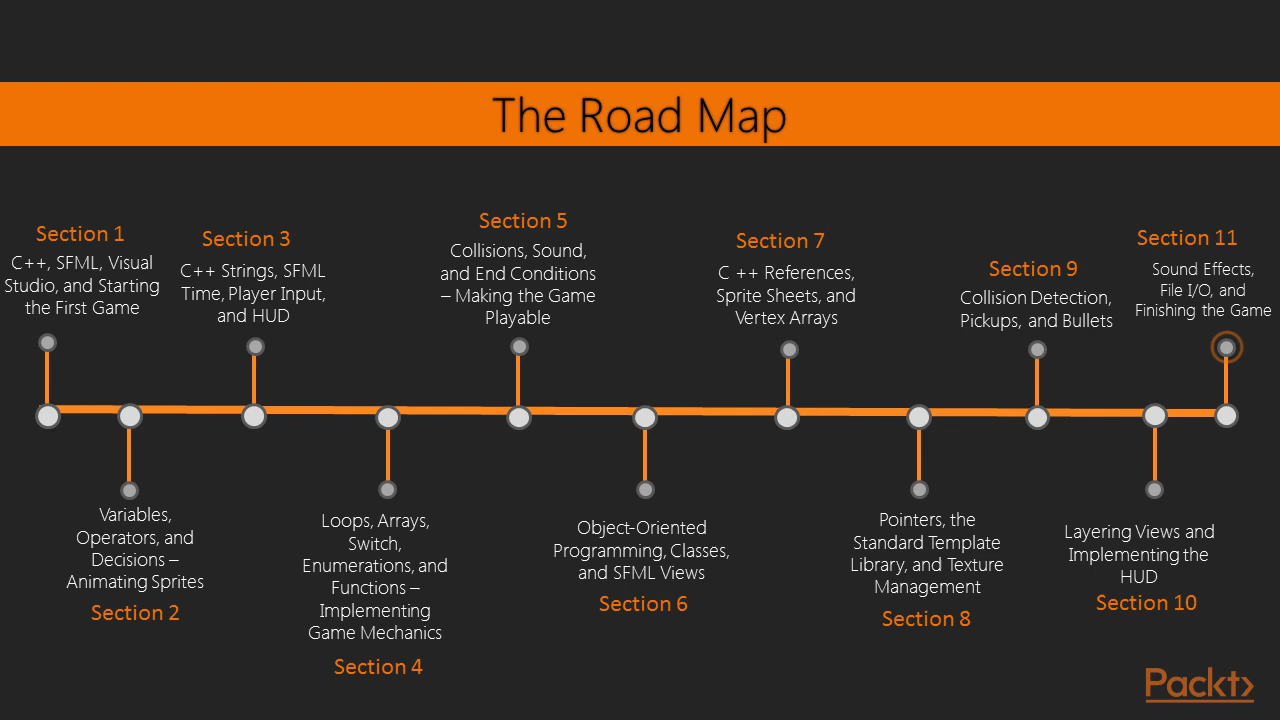 The Road Map
Section 1
C++, SFML, Visual
Studio, and Starting
the First Game
Variables,
Operators, and
Decisions –
Animating Sprites
Section 2
Section 3
C++ Strings, SFML
Time, Player Input,
and HUD
Loops, Arrays,
Switch,
Enumerations, and
Functions –
Implementing
Game Mechanics
Section 4
Section 5
Collisions, Sound,
and End Conditions
– Making the Game
Playable
Object-Oriented
Programming, Classes,
and SFML Views
Section 6
Section 7
C ++ References,
Sprite Sheets, and
Vertex Arrays
Pointers, the
Standard Template
Library, and Texture
Management
Section 8
Section 9
Collision Detection,
Pickups, and Bullets
Layering Views and
Implementing the
HUD
Section 10
Section 11
Sound Effects,
File I/O, and
Finishing the Game
Packt>